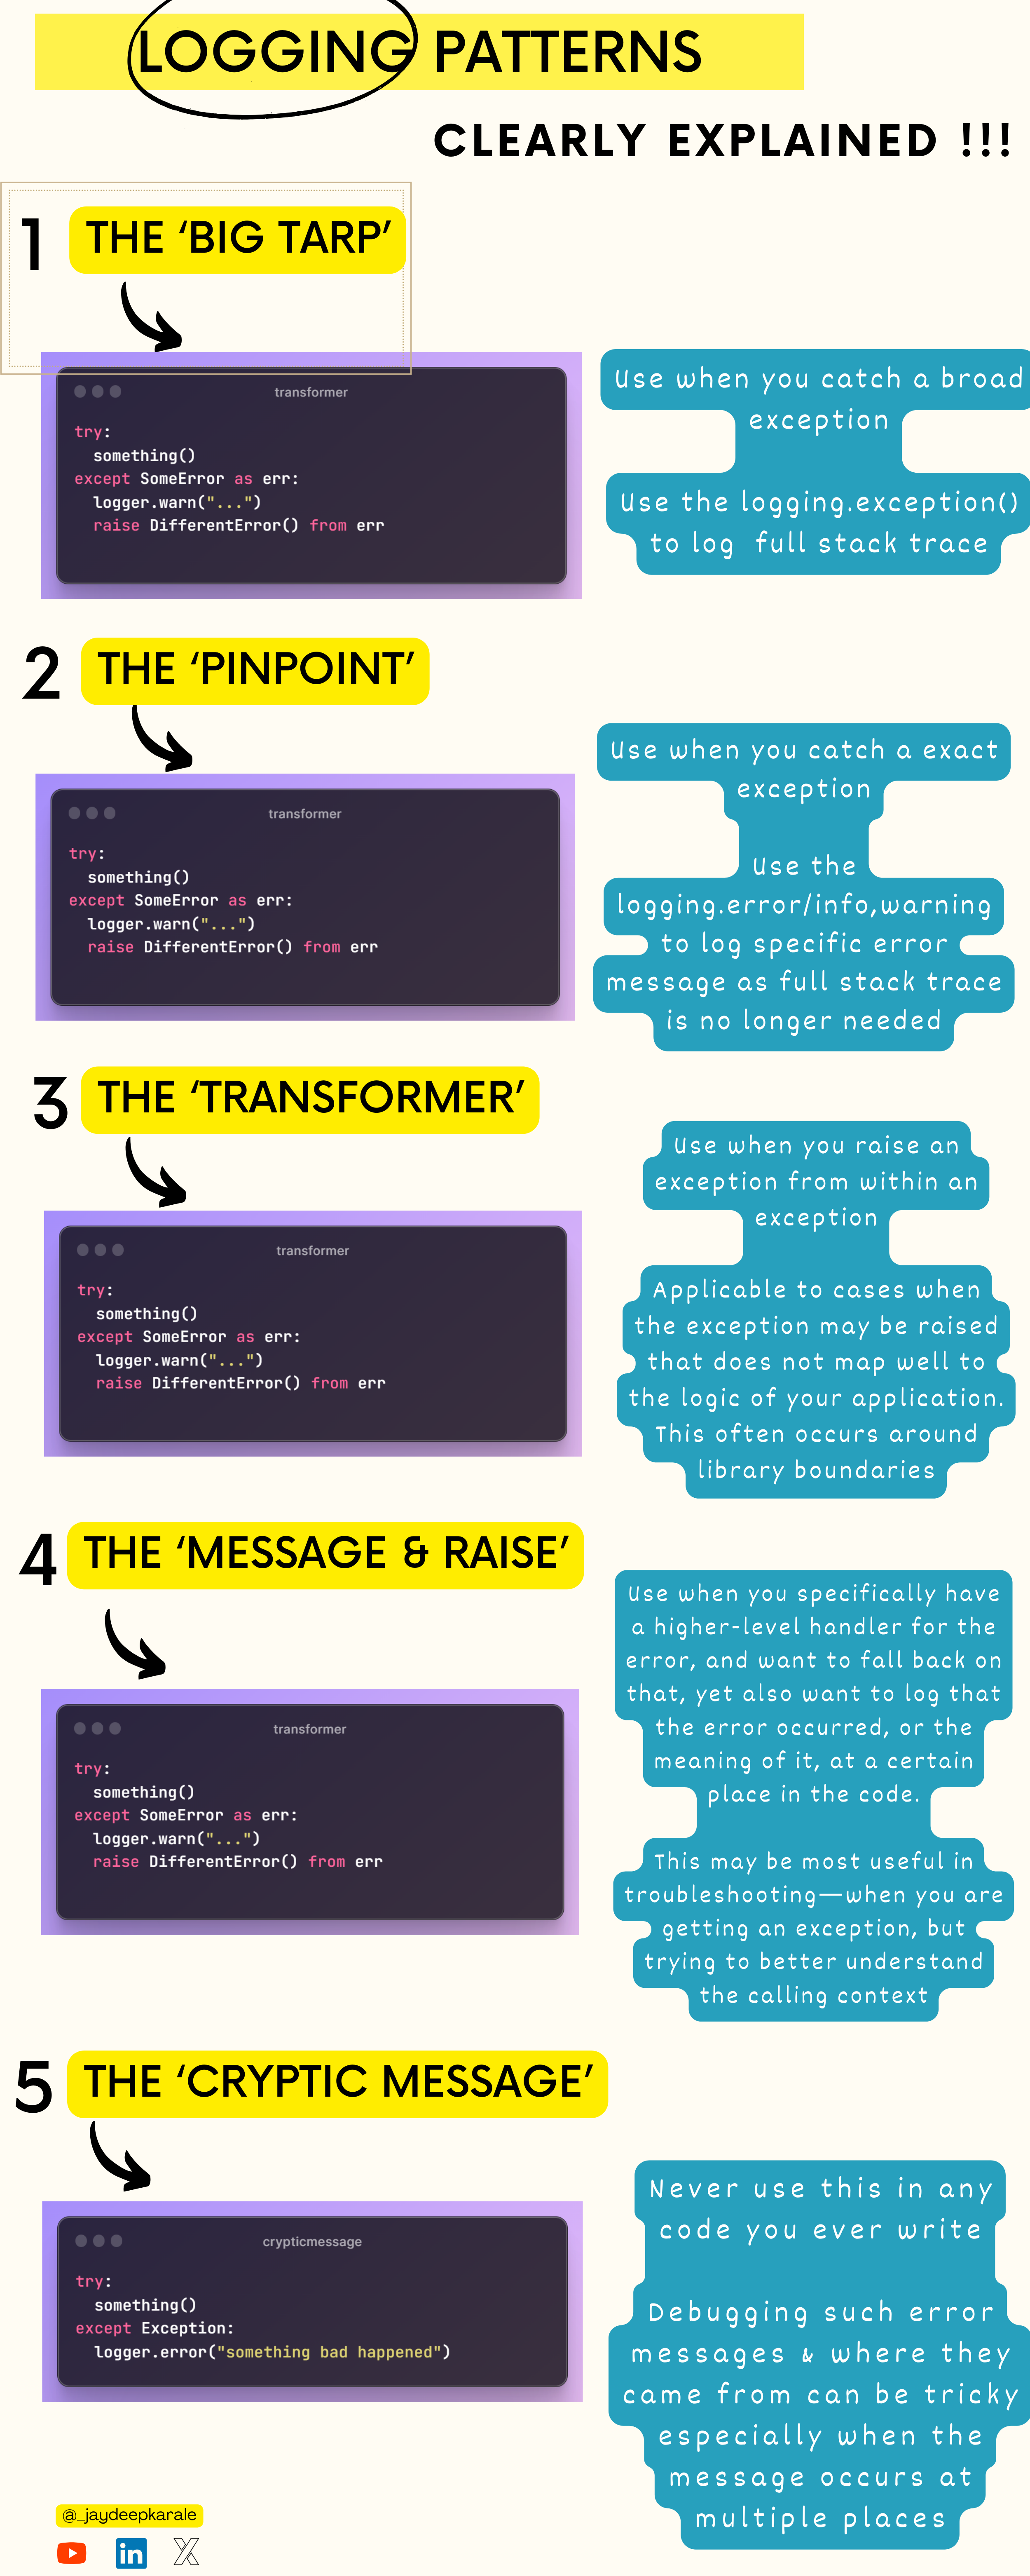 LOGGING PATTERNS
CLEARLY EXPLAINED !!!
1 THE ‘BIG TARP’
transformer
try:
something()
except SomeError as err:
logger.warn("...")
raise DifferentError() from err
Use when you catch a broad
exception
Use the logging.exception()
to log full stack trace
2 THE ‘PINPOINT’
transformer
try:
something()
except SomeError as err:
logger.warn("...")
raise DifferentError() from err
Use when you catch a exact
exception
Use the
logging.error/info,warning
to log specific error
message as full stack trace
is no longer needed
3 THE ‘TRANSFORMER’
transformer
try:
something()
except SomeError as err:
logger.warn("...")
raise DifferentError() from err
Use when you raise an
exception from within an
exception
Applicable to cases when
the exception may be raised
that does not map well to
the logic of your application.
This often occurs around
library boundaries
4 THE ‘MESSAGE & RAISE’
transformer
try:
something()
except SomeError as err:
logger.warn("...")
raise DifferentError() from err
Use when you specifically have
a higher-level handler for the
error, and want to fall back on
that, yet also want to log that
the error occurred, or the
meaning of it, at a certain
place in the code.
This may be most useful in
troubleshooting—when you are
getting an exception, but
trying to better understand
the calling context
5 THE ‘CRYPTIC MESSAGE’
crypticmessage
try:
something()
except Exception:
logger.error("something bad happened")
Never use this in any
code you ever write
Debugging such error
messages & where they
came from can be tricky
especially when the
message occurs at
multiple places
@_jaydeepkarale
in
X